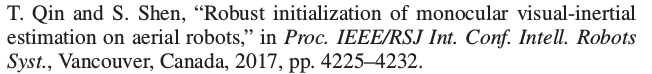 T. Qin and S. Shen, “Robust initialization of monocular visual-inertial
estimation on aerial robots,” in Proc. IEEE/RSJ Int. Conf. Intell. Robots
Syst., Vancouver, Canada, 2017, pp. 4225–4232.